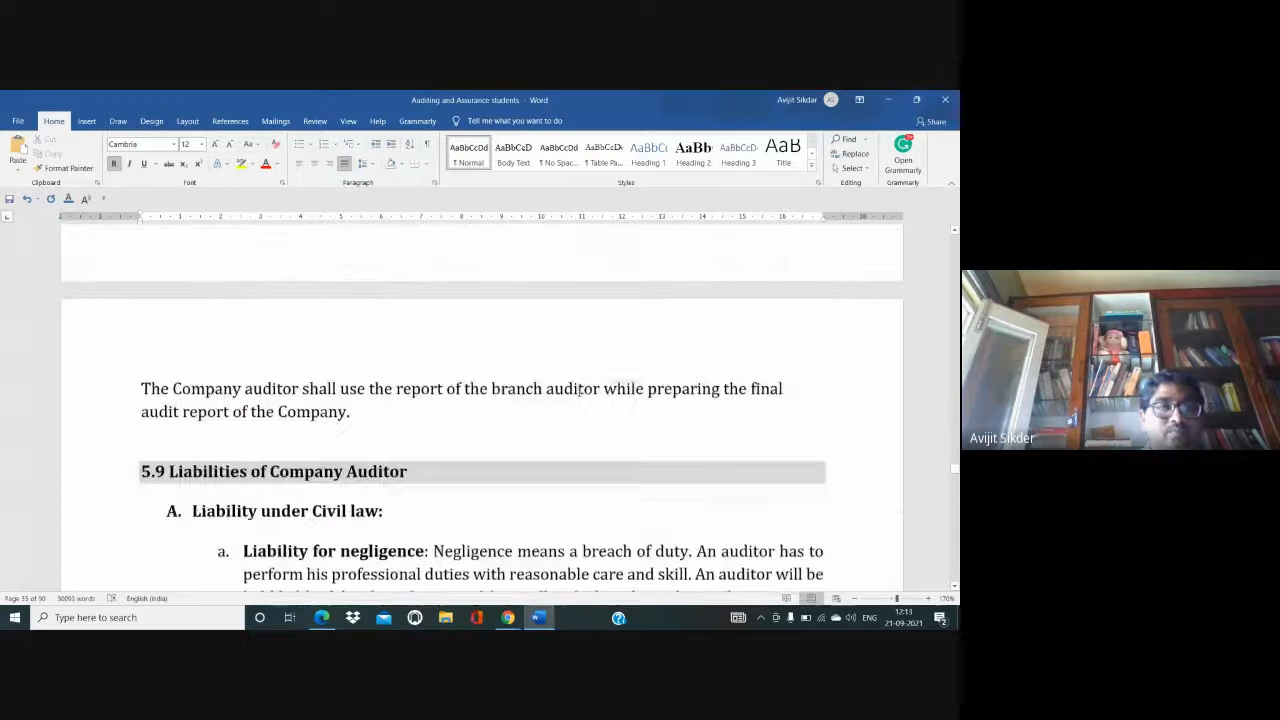 Auditing and Assurance students - Word
Avijit Sikdar AS
File Home Insert Draw Design Layout References Mailings Review View Help Grammarly Tell me what you want to do Share
Paste
Cut
Copy
Format Painter
Clipboard
Cambria 12
Font
Paragraph
AaBbCcDd AaBbCcD AaBbCcDd AaBbCcDc AaBbCcD AaBb AaBbCcDd AaB
¶ Normal Body Text ¶ No Spac... ¶ Table Pa... Heading 1 Heading 2 Heading 3 Title
Styles
Find
Replace
Select
Editing
Open
Grammarly
Grammarly
The Company auditor shall use the report of the branch auditor while preparing the final
audit report of the Company.
5.9 Liabilities of Company Auditor
A. Liability under Civil law:
a. Liability for negligence: Negligence means a breach of duty. An auditor has to
perform his professional duties with reasonable care and skill. An auditor will be
Page 55 of 90 30093 words English (India) 170%
Type here to search
ENG 12:13
21-09-2021
Avijit Sikder